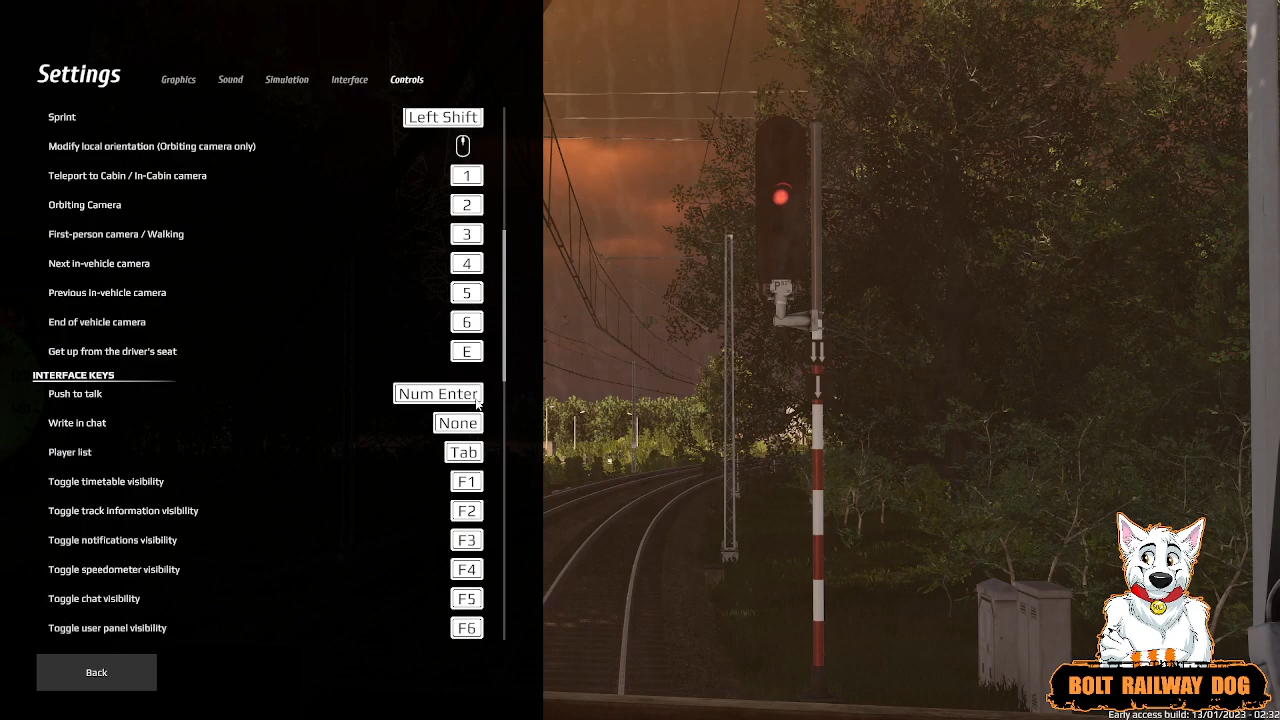 Settings Graphics Sound Simulation Interface Controls
Sprint Left Shift
Modify local orientation (Orbiting camera only)
Teleport to Cabin / In-Cabin camera 1
Orbiting Camera 2
First-person camera / Walking 3
Next in-vehicle camera 4
Previous in-vehicle camera 5
End of vehicle camera 6
Get up from the driver's seat E
INTERFACE KEYS
Push to talk Num Enter
Write in chat None
Player list Tab
Toggle timetable visibility F1
Toggle track information visibility F2
Toggle notifications visibility F3
Toggle speedometer visibility F4
Toggle chat visibility F5
Toggle user panel visibility F6
Back
BOLT RAILWAY DOG
Early access build: 13/01/2023 - 02:32